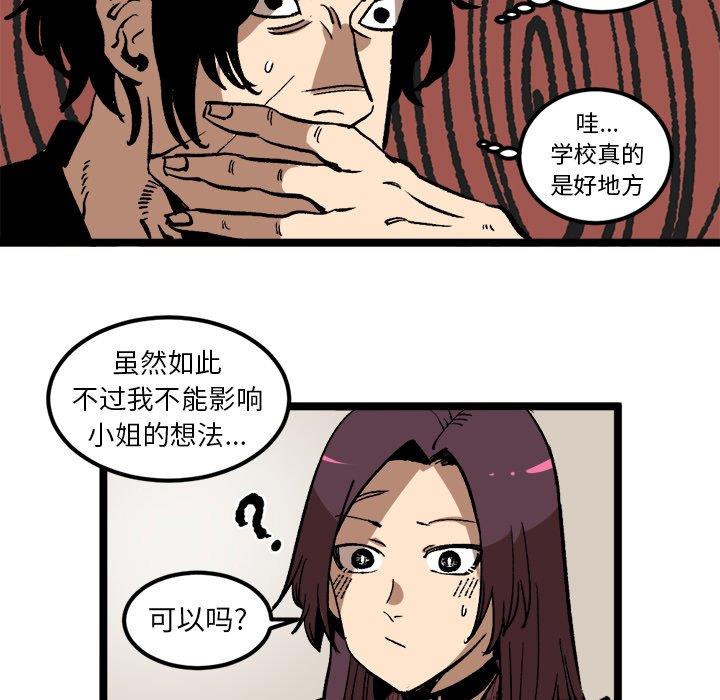 哇...
学校真的
是好地方
虽然如此
不过我不能影响
小姐的想法...
?
可以吗?